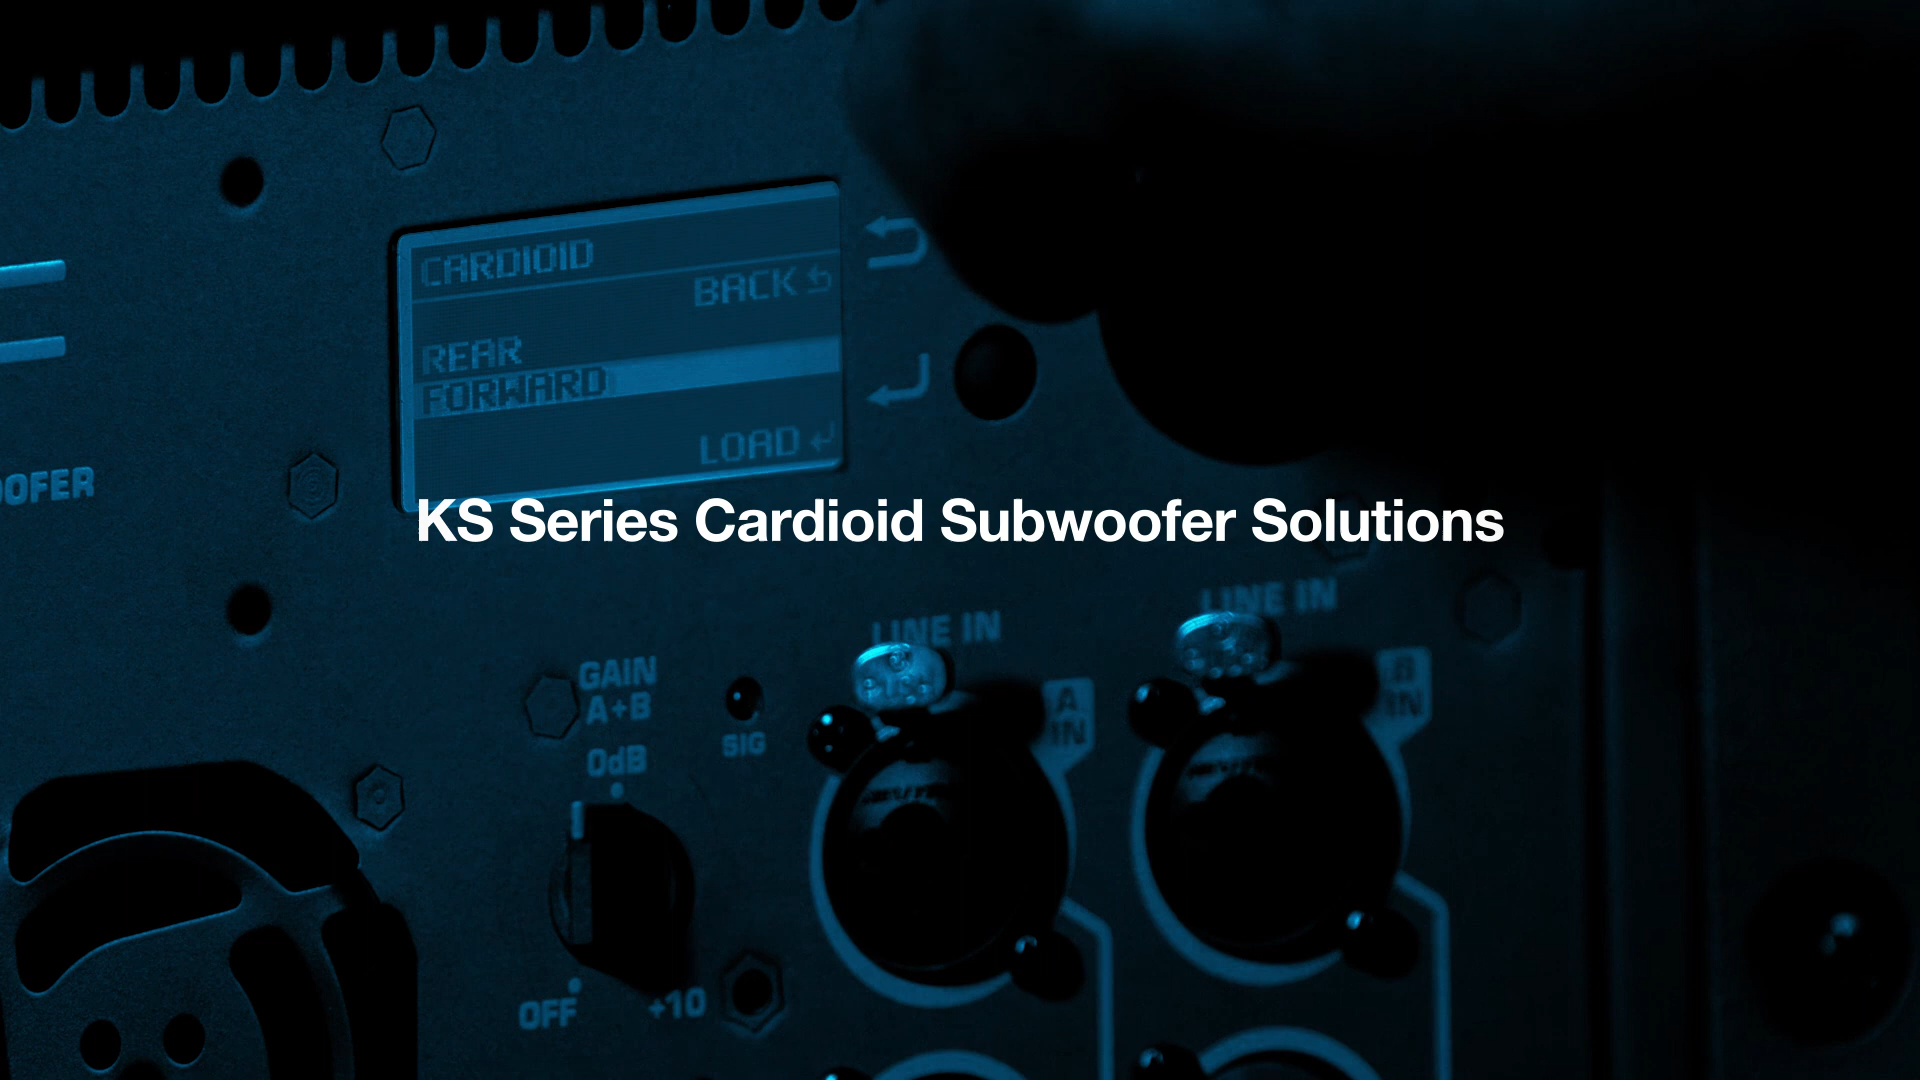 CARDIOID
BACK
REAR
FORWARD
LOAD
OOFER
KS Series Cardioid Subwoofer Solutions
LINE IN
LINE IN
GAIN
A+B
SIG
0dB
A
IN
B
IN
OFF
+10